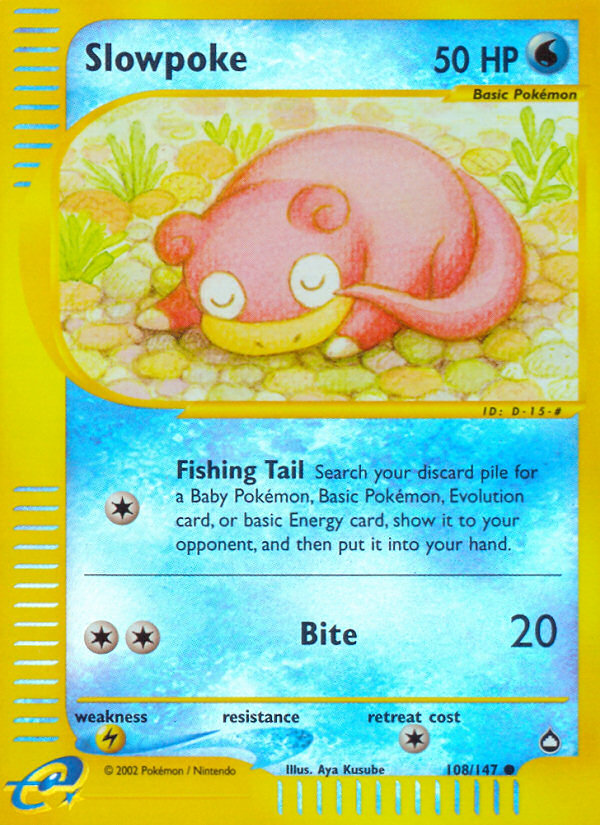 Slowpoke
50 HP
Basic Pokémon
ID: D-15-#
Fishing Tail Search your discard pile for
a Baby Pokémon, Basic Pokémon, Evolution
card, or basic Energy card, show it to your
opponent, and then put it into your hand.
Bite 20
weakness resistance retreat cost
© 2002 Pokémon / Nintendo Illus. Aya Kusube 108/147
e